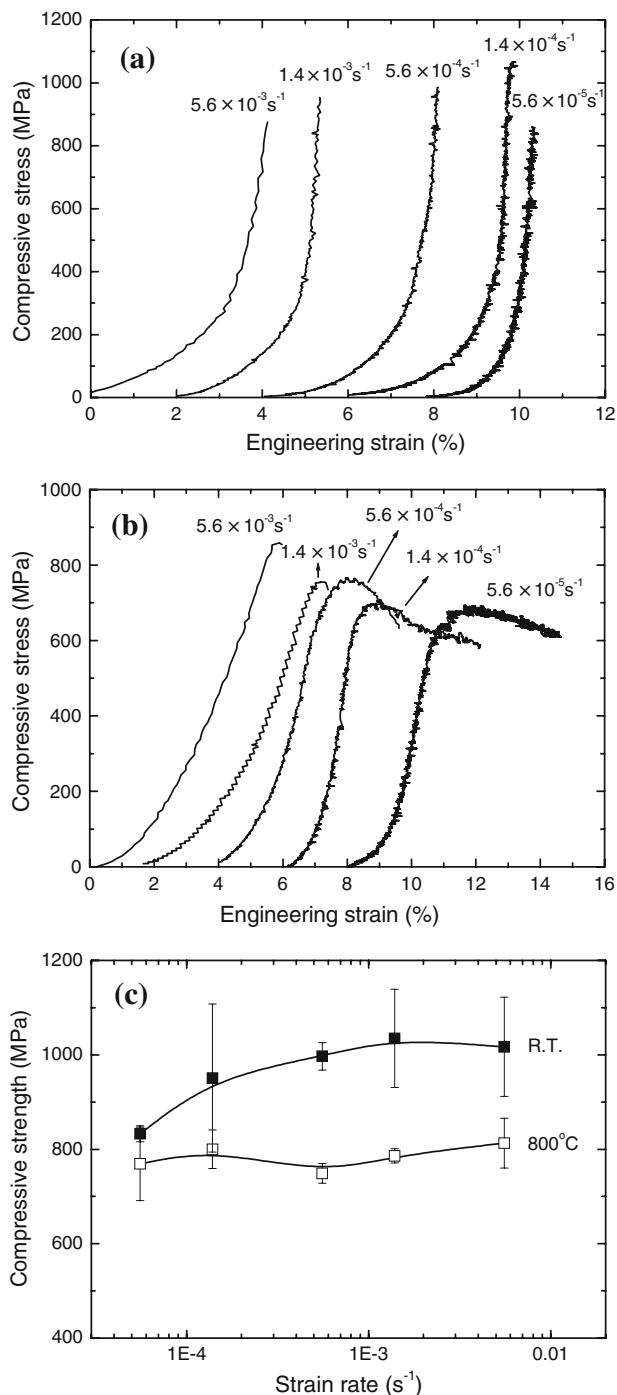 1200
(a)
1.4 × 10⁻⁴s⁻¹
1000
1.4 × 10⁻³s⁻¹
5.6 × 10⁻⁴s⁻¹
5.6 × 10⁻³s⁻¹
5.6 × 10⁻⁵s⁻¹
800
600
400
200
0
Compressive stress (MPa)
0 2 4 6 8 10 12
Engineering strain (%)
1000
(b)
5.6 × 10⁻³s⁻¹
5.6 × 10⁻⁴s⁻¹
1.4 × 10⁻³s⁻¹
1.4 × 10⁻⁴s⁻¹
5.6 × 10⁻⁵s⁻¹
800
600
400
200
0
Compressive stress (MPa)
0 2 4 6 8 10 12 14 16
Engineering strain (%)
1200
(c)
1000
R.T.
800
800°C
600
400
Compressive strength (MPa)
1E-4 1E-3 0.01
Strain rate (s⁻¹)